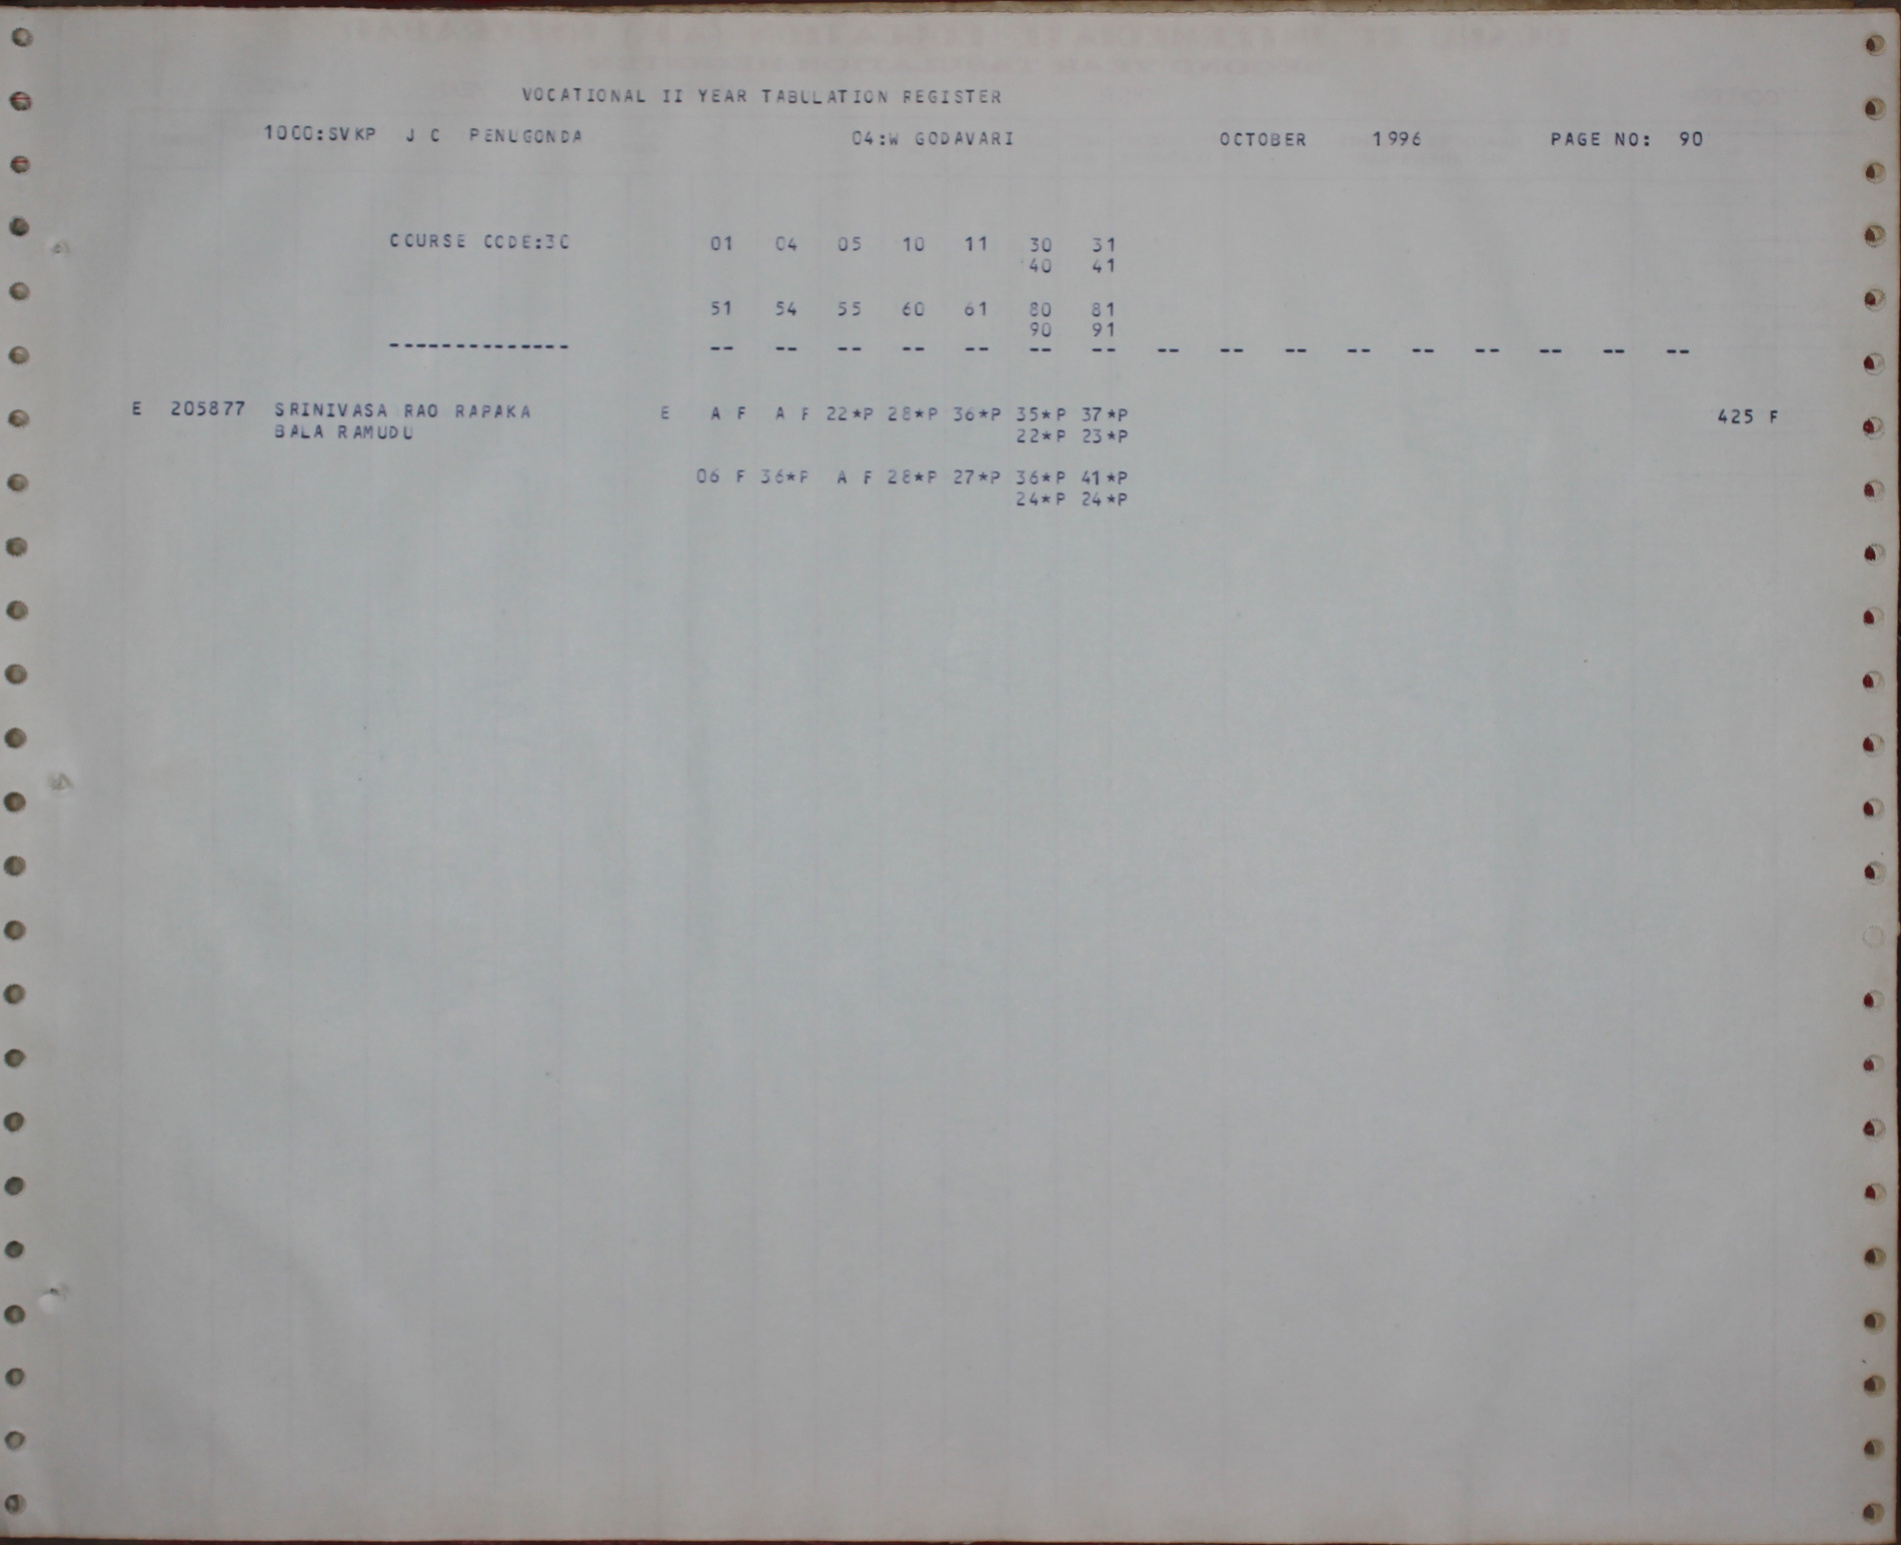 VOCATIONAL II YEAR TABULATION REGISTER
1000:SVKP J C PENUGONDA 04:W GODAVARI OCTOBER 1996 PAGE NO: 90
COURSE CODE:30 01 04 05 10 11 30 31
40 41
51 54 55 60 61 80 81
90 91
-------------- -- -- -- -- -- -- -- -- -- -- -- -- -- -- -- --
E 205877 SRINIVASA RAO RAPAKA E A F A F 22*P 28*P 36*P 35*P 37*P 425 F
BALA RAMUDU 22*P 23*P
06 F 36*P A F 28*P 27*P 36*P 41*P
24*P 24*P